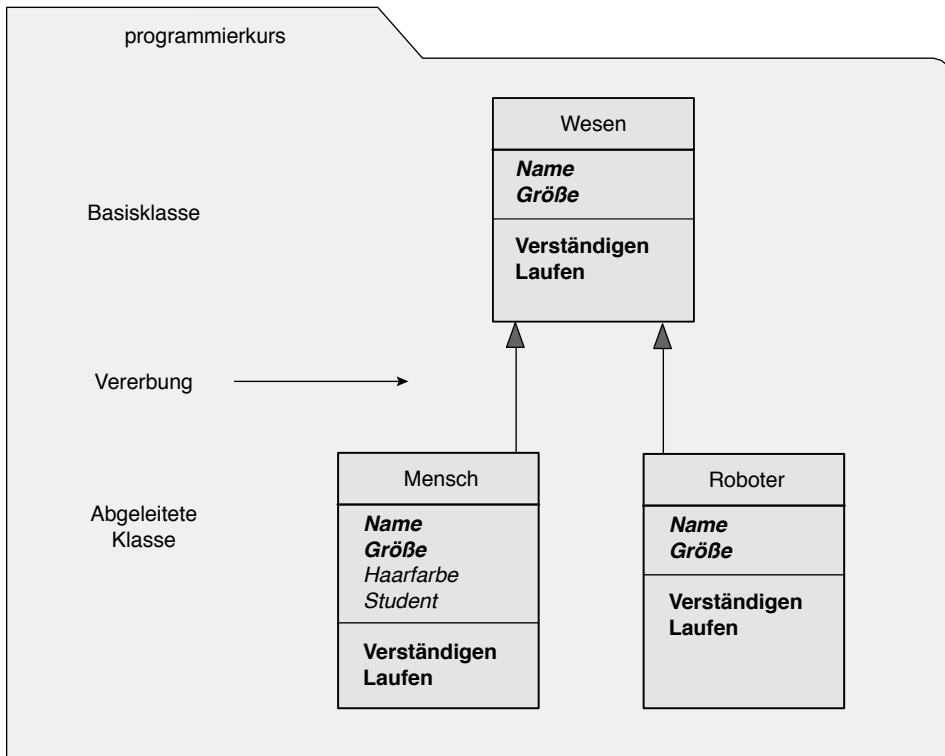 programmierkurs
Wesen
Name
Größe
Verständigen
Laufen
Basisklasse
Vererbung
Abgeleitete
Klasse
Mensch
Name
Größe
Haarfarbe
Student
Verständigen
Laufen
Roboter
Name
Größe
Verständigen
Laufen